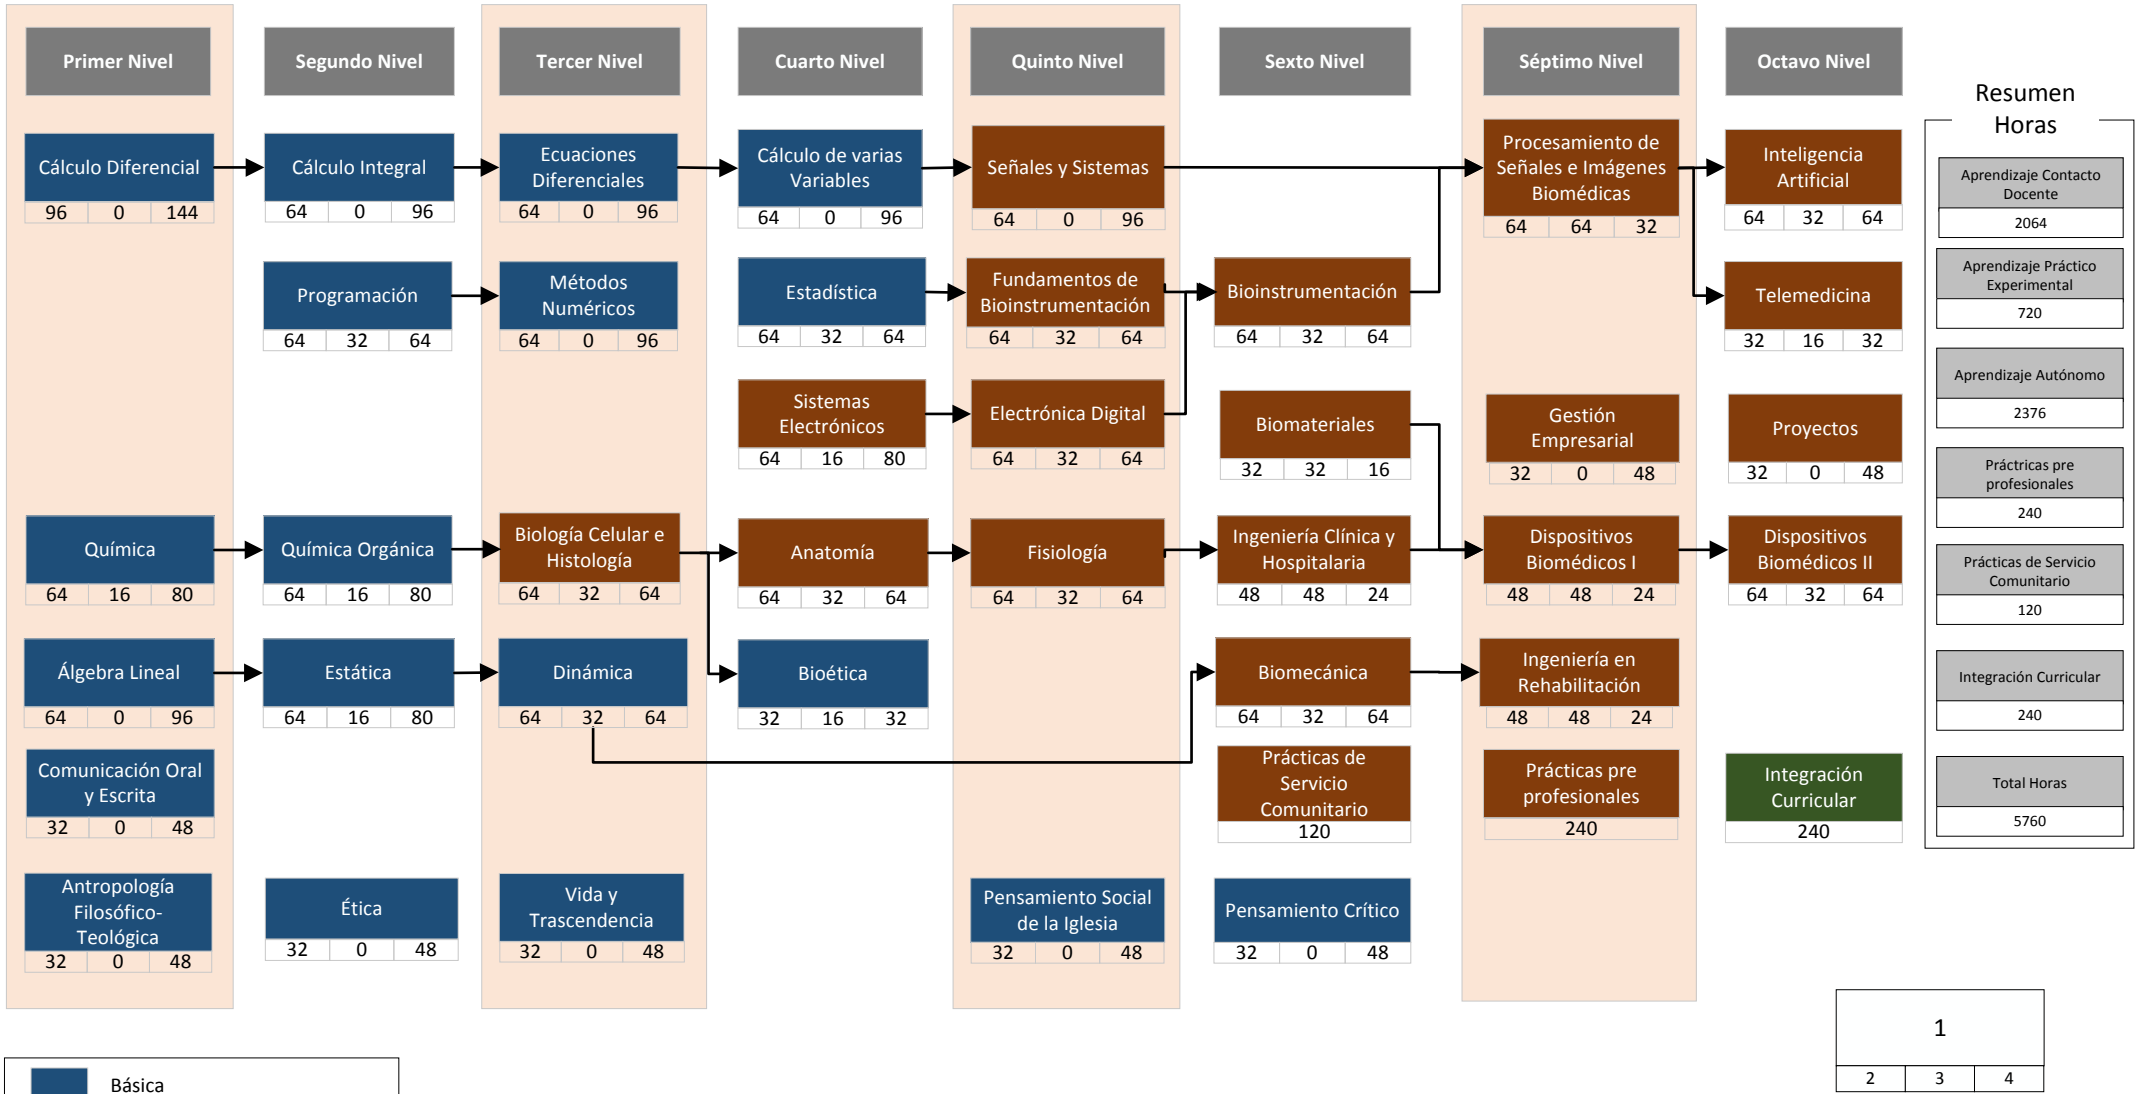 Primer Nivel
Cálculo Diferencial
96 0 144
Química
64 16 80
Álgebra Lineal
64 0 96
Comunicación Oral
y Escrita
32 0 48
Antropología
Filosófico-
Teológica
32 0 48
Segundo Nivel
Cálculo Integral
64 0 96
Programación
64 32 64
Química Orgánica
64 16 80
Estática
64 16 80
Ética
32 0 48
Tercer Nivel
Ecuaciones
Diferenciales
64 0 96
Métodos
Numéricos
64 0 96
Biología Celular e
Histología
64 32 64
Dinámica
64 32 64
Vida y
Trascendencia
32 0 48
Cuarto Nivel
Cálculo de varias
Variables
64 0 96
Estadística
64 32 64
Sistemas
Electrónicos
64 16 80
Anatomía
64 32 64
Bioética
32 16 32
Quinto Nivel
Señales y Sistemas
64 0 96
Fundamentos de
Bioinstrumentación
64 32 64
Electrónica Digital
64 32 64
Fisiología
64 32 64
Pensamiento Social
de la Iglesia
32 0 48
Sexto Nivel
Bioinstrumentación
64 32 64
Biomateriales
32 32 16
Ingeniería Clínica y
Hospitalaria
48 48 24
Biomecánica
64 32 64
Prácticas de
Servicio
Comunitario
120
Pensamiento Crítico
32 0 48
Séptimo Nivel
Procesamiento de
Señales e Imágenes
Biomédicas
64 64 32
Gestión
Empresarial
32 0 48
Dispositivos
Biomédicos I
48 48 24
Ingeniería en
Rehabilitación
48 48 24
Prácticas pre
profesionales
240
Octavo Nivel
Inteligencia
Artificial
64 32 64
Telemedicina
32 16 32
Proyectos
32 0 48
Dispositivos
Biomédicos II
64 32 64
Integración
Curricular
240
Resumen
Horas
Aprendizaje Contacto
Docente
2064
Aprendizaje Práctico
Experimental
720
Aprendizaje Autónomo
2376
Práctricas pre
profesionales
240
Prácticas de Servicio
Comunitario
120
Integración Curricular
240
Total Horas
5760
1
2 3 4
Básica